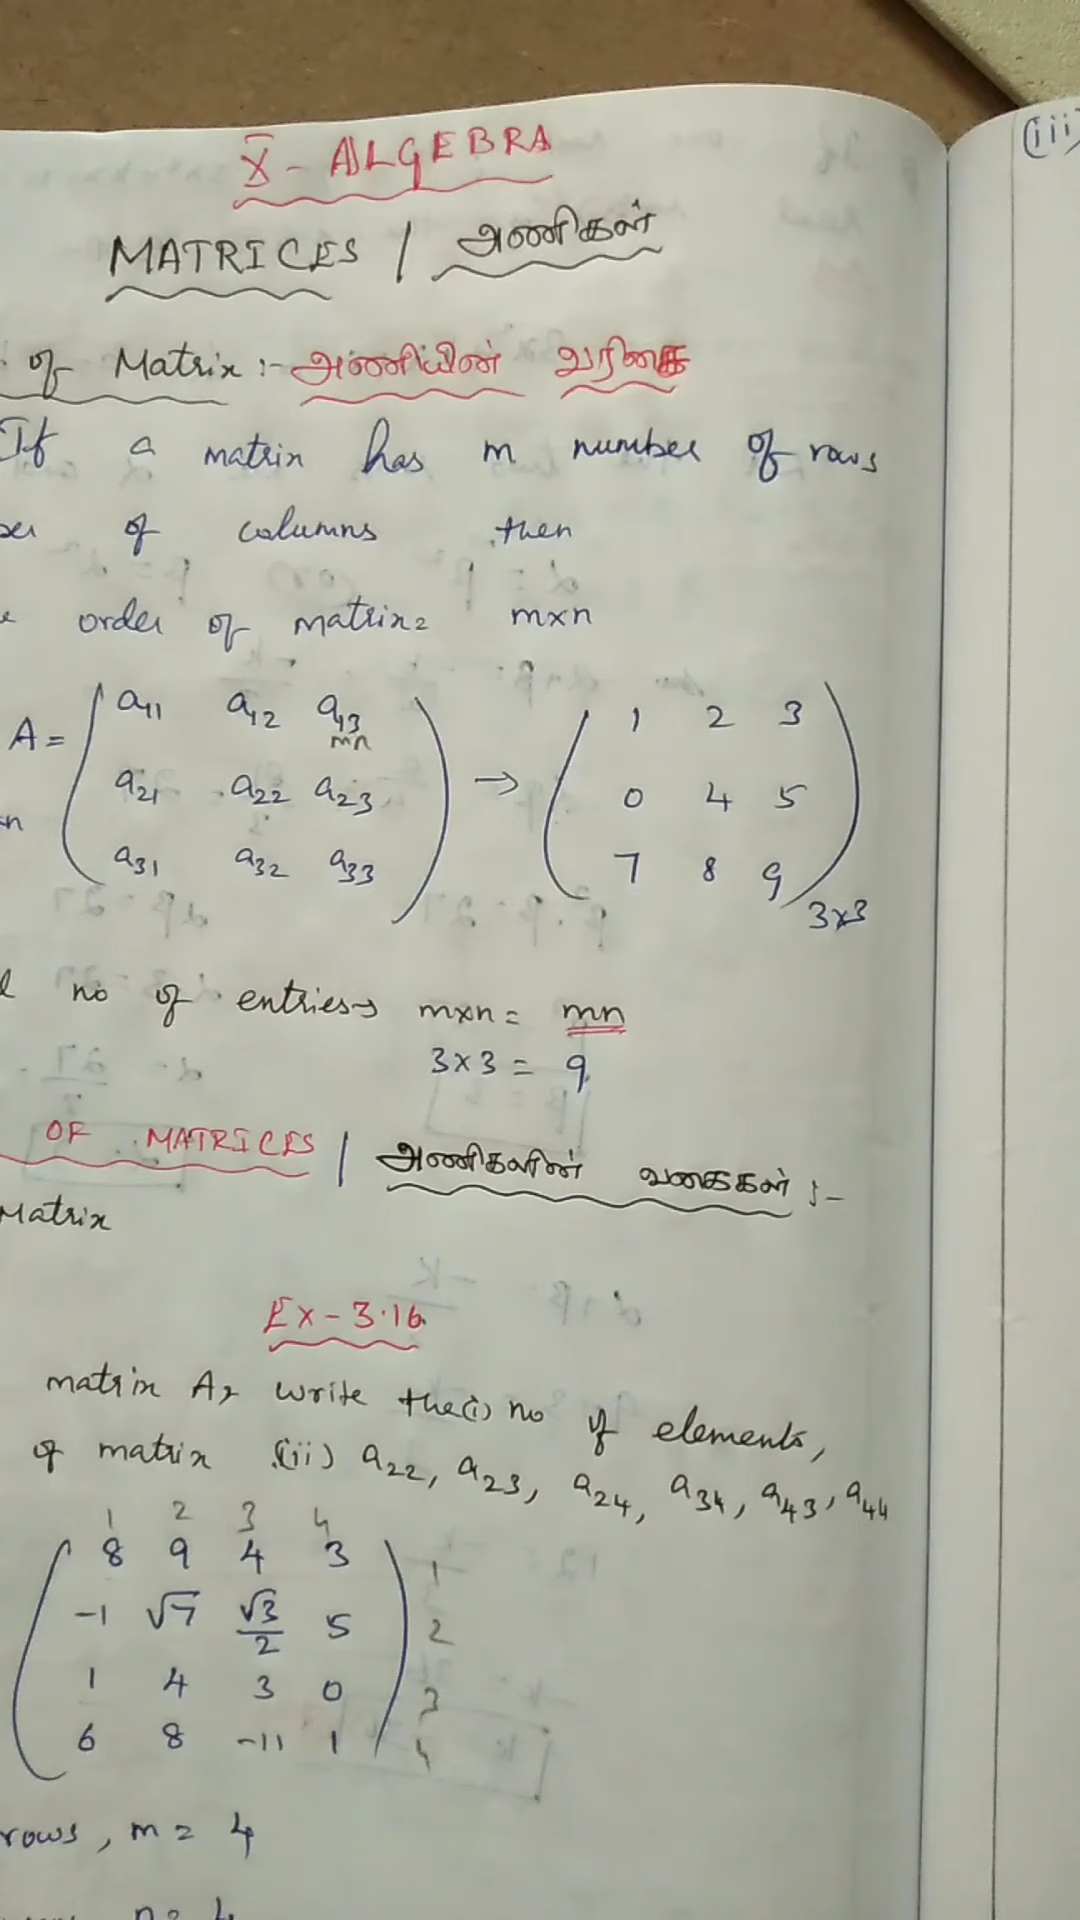 X - ALGEBRA
(iii)
MATRICES / அணிகள்
of Matrix :- அணியின் வரிசை
If a matrix has m number of rows
of columns then
order of matrix = m×n
A = ( a11 a12 a13 ) → ( 1 2 3 )
mn
a21 a22 a23 0 4 5
a31 a32 a33 7 8 9
3×3
no of entries → m×n = mn
3×3 = 9
OF MATRICES | அணிகளின் வகைகள் :-
Matrix
Ex - 3.16
matrix A, write the (i) no of elements,
of matrix (ii) a22, a23, a24, a34, a43, a44
1 2 3 4
8 9 4 3 1
-1 √7 √3/2 5 2
1 4 3 0 3
6 8 -11 1 4
rows, m = 4
n = 4